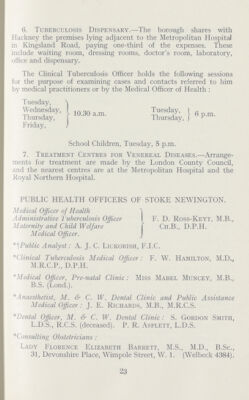 6. TUBERCULOSIS DISPENSARY.—The borough shares with
Hackney the premises lying adjacent to the Metropolitan Hospital
in Kingsland Road, paying one-third of the expenses. These
include waiting room, dressing rooms, doctor's room, laboratory,
office and dispensary.
The Clinical Tuberculosis Officer holds the following sessions
for the purpose of examining cases and contacts referred to him
by medical practitioners or by the Medical Officer of Health :
Tuesday,
Wednesday,
Thursday,
Friday,
10.30 a.m.
Tuesday,
Thursday,
6 p.m.
School Children, Tuesday, 5 p.m.
7. TREATMENT CENTRES FOR VENEREAL DISEASES.—Arrange-
ments for treatment are made by the London County Council,
and the nearest centres are at the Metropolitan Hospital and the
Royal Northern Hospital.
PUBLIC HEALTH OFFICERS OF STOKE NEWINGTON.
Medical Officer of Health
Administrative Tuberculosis Officer
Maternity and Child Welfare
Medical Officer.
F. D. ROSS-KEYT, M.B.,
CH.B., D.P.H.
*†Public Analyst : A. J. C. LICKORISH, F.I.C.
*Clinical Tuberculosis Medical Officer : F. W. HAMILTON, M.D.,
M.R.C.P., D.P.H.
*Medical Officer, Pre-natal Clinic : MISS MABEL MUNCEY, M.B.,
B.S. (Lond.).
*Anaesthetist, M. & C. W. Dental Clinic and Public Assistance
Medical Officer : J. E. RICHARDS, M.B., M.R.C.S.
*Dental Officer, M. & C. W. Dental Clinic : S. GORDON SMITH,
L.D.S., R.C.S. (deceased). P. R. ASPLETT, L.D.S.
*Consulting Obstetrician :
LADY FLORENCE ELIZABETH BARRETT, M.S., M.D., B.Sc.,
31, Devonshire Place, Wimpole Street, W. 1. (Welbeck 4384).
23